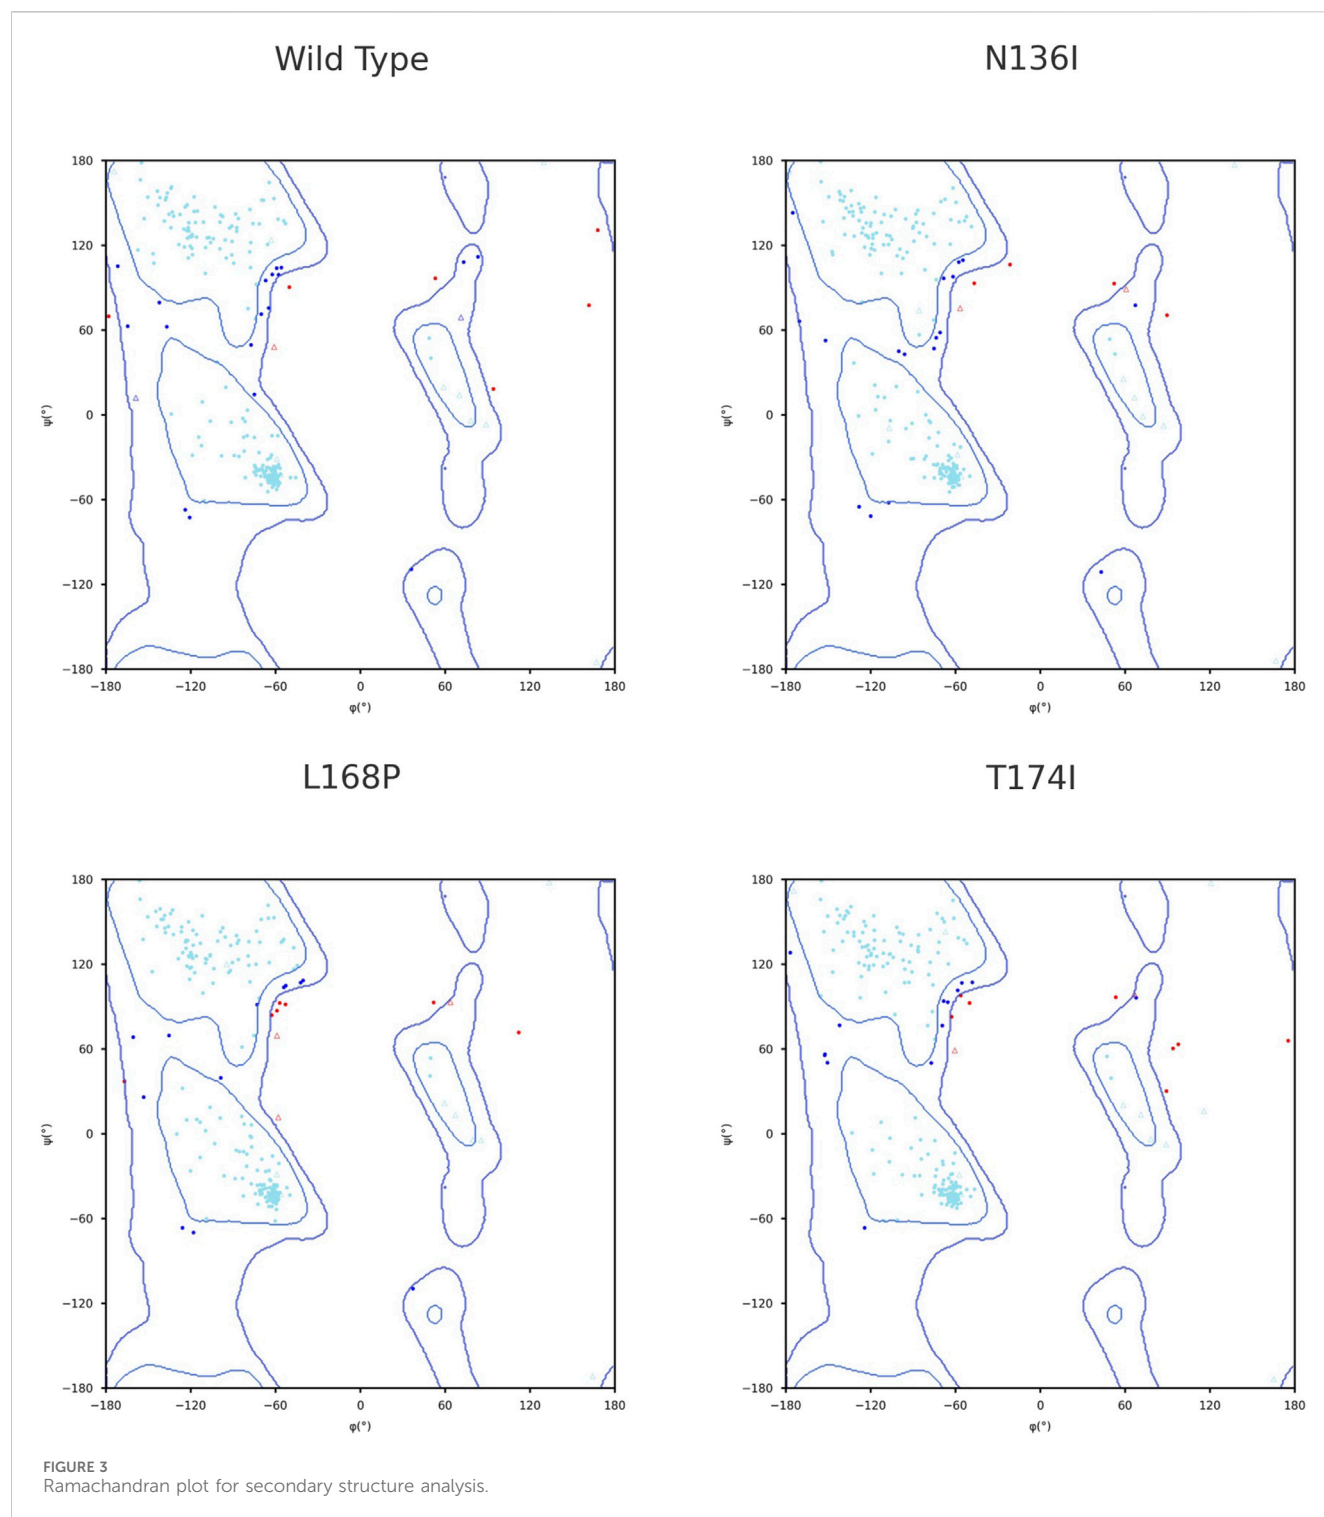 Wild Type
N136I
180
120
60
0
−60
−120
−180
ψ(°)
−180 −120 −60 0 60 120 180
φ(°)
180
120
60
0
−60
−120
−180
ψ(°)
−180 −120 −60 0 60 120 180
φ(°)
L168P
T174I
180
120
60
0
−60
−120
−180
ψ(°)
−180 −120 −60 0 60 120 180
φ(°)
180
120
60
0
−60
−120
−180
ψ(°)
−180 −120 −60 0 60 120 180
φ(°)
FIGURE 3
Ramachandran plot for secondary structure analysis.